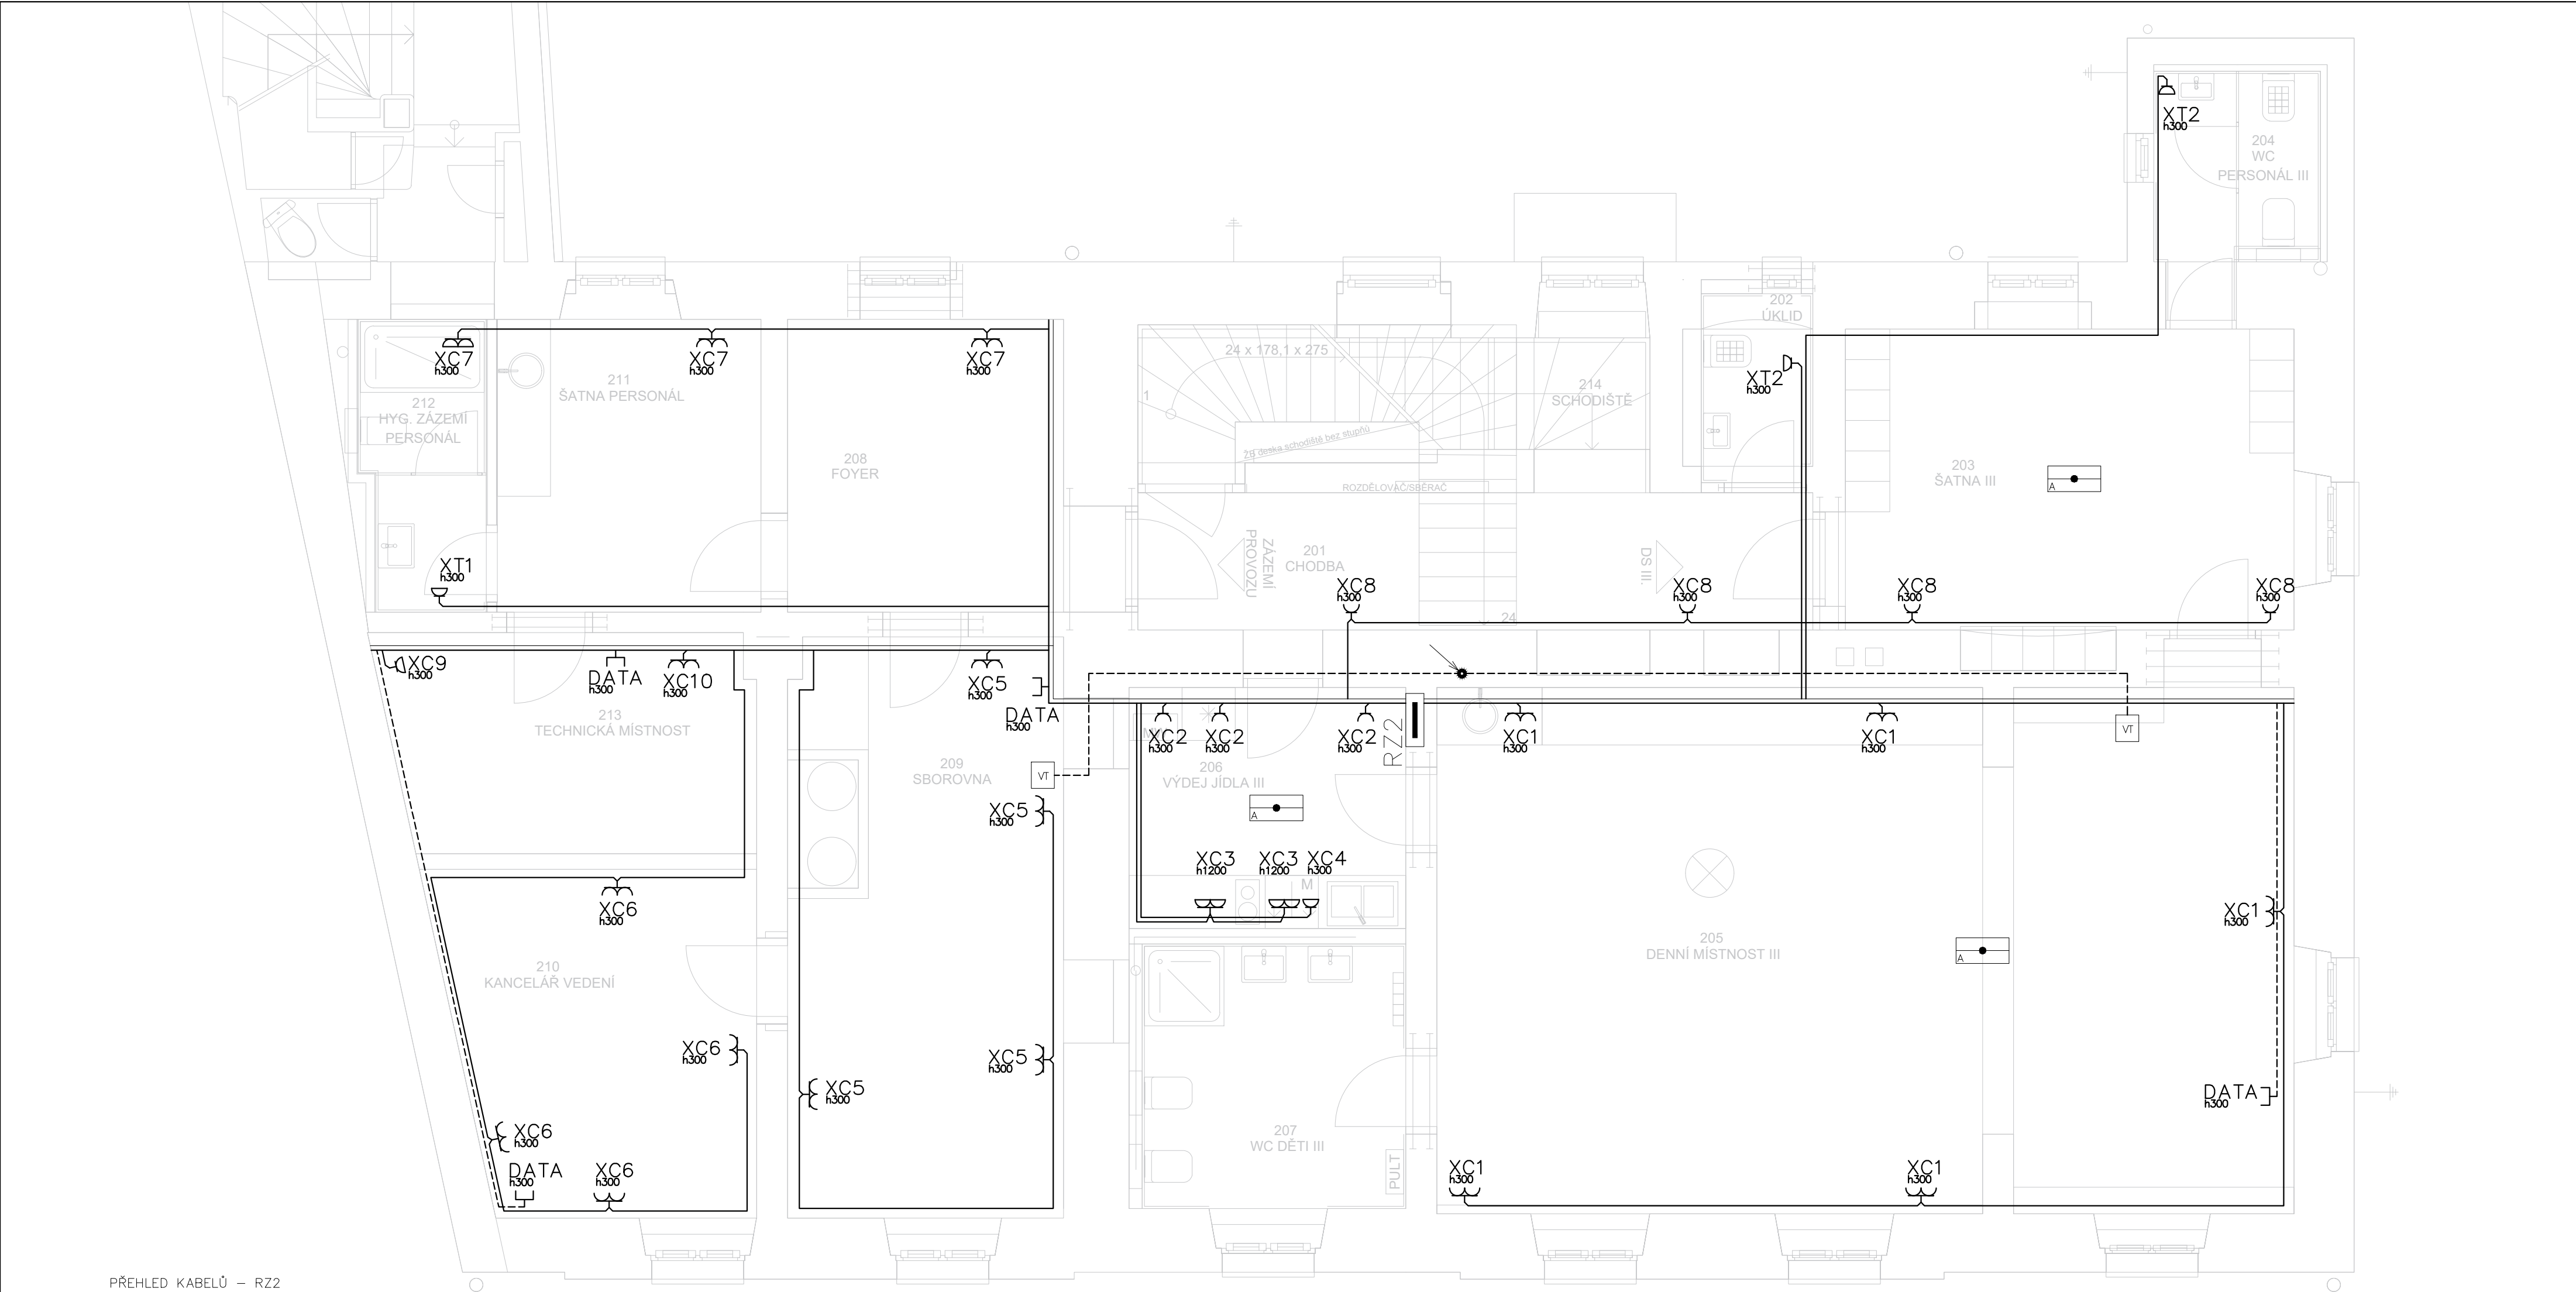 XT2
h300
204
WC
PERSONÁL III
202
ÚKLID
XC7
h300
XC7
h300
XC7
h300
24 x 178,1 x 275
211
ŠATNA PERSONÁL
XT2
h300
214
SCHODIŠTĚ
1
212
HYG. ZÁZEMÍ
PERSONÁL
ŽB deska schodiště bez stupňů
208
FOYER
203
ŠATNA III
A
ROZDĚLOVAČ/SBĚRAČ
ZÁZEMÍ
PROVOZU
201
CHODBA
DS III.
XT1
h300
XC8
h300
XC8
h300
XC8
h300
XC8
h300
24
XC9
h300
DATA
h300
XC10
h300
XC5
h300
DATA
h300
213
TECHNICKÁ MÍSTNOST
XC2
h300
XC2
h300
XC2
h300
RZ2
XC1
h300
XC1
h300
VT
209
SBOROVNA
VT
206
VÝDEJ JÍDLA III
XC5
h300
A
XC3
h1200
XC3
h1200
XC4
h300
M
XC6
h300
XC1
h300
205
DENNÍ MÍSTNOST III
A
210
KANCELÁŘ VEDENÍ
XC6
h300
XC5
h300
XC5
h300
DATA
h300
XC6
h300
207
WC DĚTI III
PULT
DATA
h300
XC6
h300
XC1
h300
XC1
h300
PŘEHLED KABELŮ – RZ2